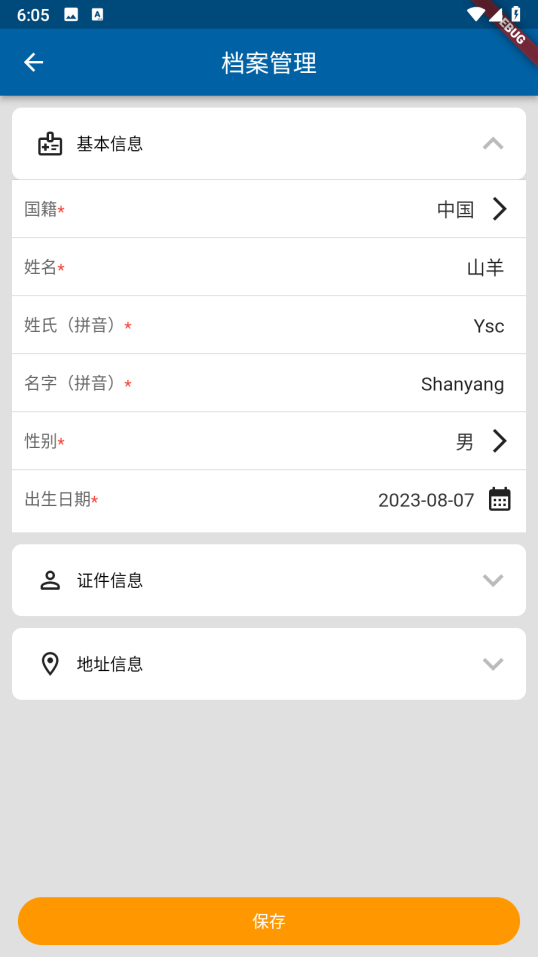 6:05
DEBUG
档案管理
基本信息
国籍* 中国
姓名* 山羊
姓氏（拼音）* Ysc
名字（拼音）* Shanyang
性别* 男
出生日期* 2023-08-07
证件信息
地址信息
保存